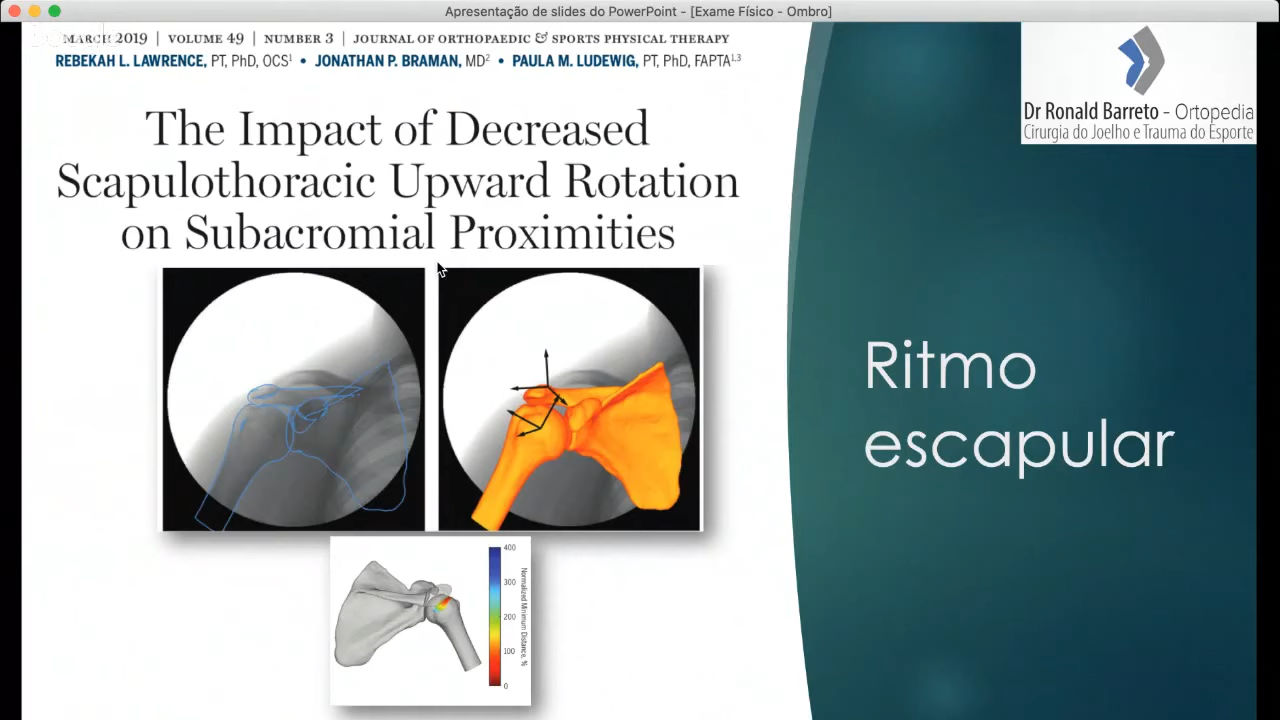 Apresentação de slides do PowerPoint - [Exame Físico - Ombro]
MARCH 2019 | VOLUME 49 | NUMBER 3 | JOURNAL OF ORTHOPAEDIC & SPORTS PHYSICAL THERAPY
REBEKAH L. LAWRENCE, PT, PhD, OCS¹ • JONATHAN P. BRAMAN, MD² • PAULA M. LUDEWIG, PT, PhD, FAPTA¹,³
The Impact of Decreased
Scapulothoracic Upward Rotation
on Subacromial Proximities
Dr Ronald Barreto - Ortopedia
Cirurgia do Joelho e Trauma do Esporte
Ritmo
escapular
400
300
200
100
0
Normalized Minimum Distance, %